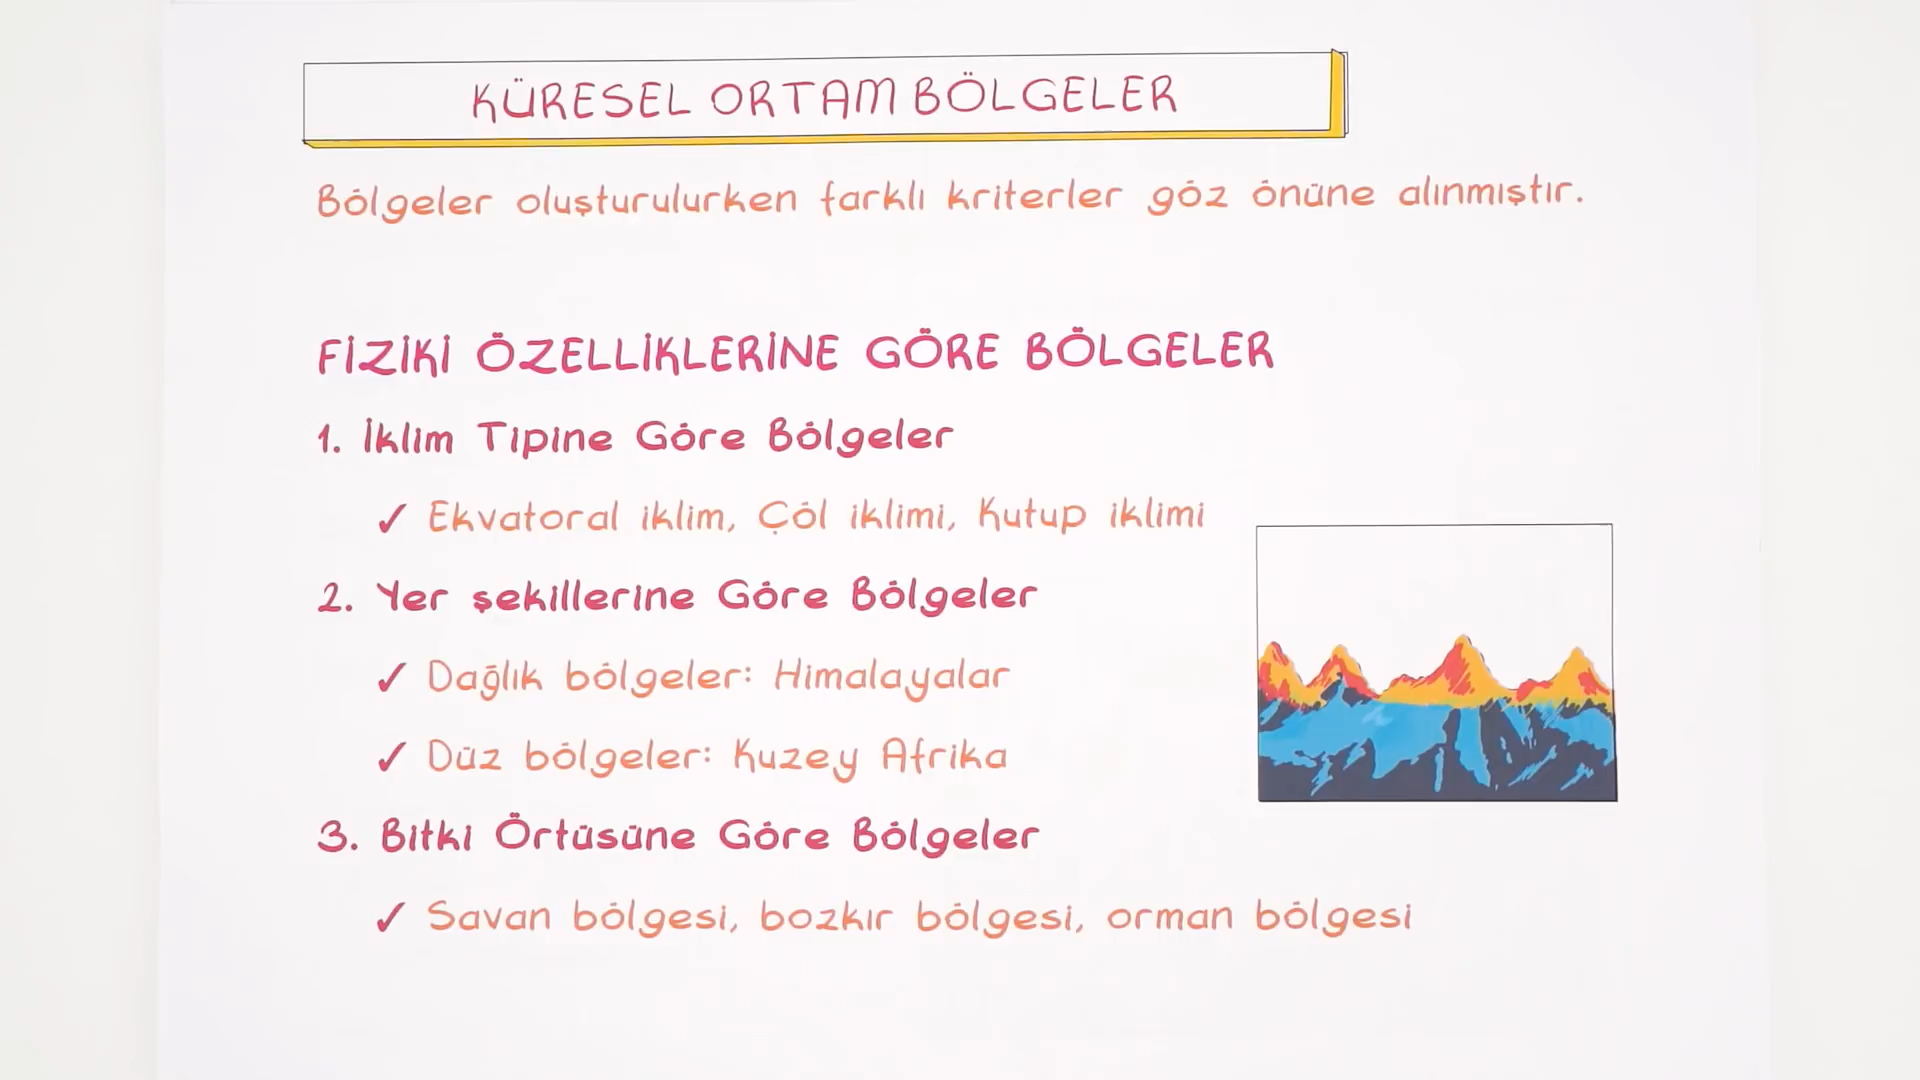 KÜRESEL ORTAM BÖLGELER
Bölgeler oluşturulurken farklı kriterler göz önüne alınmıştır.
FİZİKİ ÖZELLİKLERİNE GÖRE BÖLGELER
1. İklim Tipine Göre Bölgeler
✓ Ekvatoral iklim, Çöl iklimi, Kutup iklimi
2. Yer şekillerine Göre Bölgeler
✓ Dağlık bölgeler: Himalayalar
✓ Düz bölgeler: Kuzey Afrika
3. Bitki Örtüsüne Göre Bölgeler
✓ Savan bölgesi, bozkır bölgesi, orman bölgesi